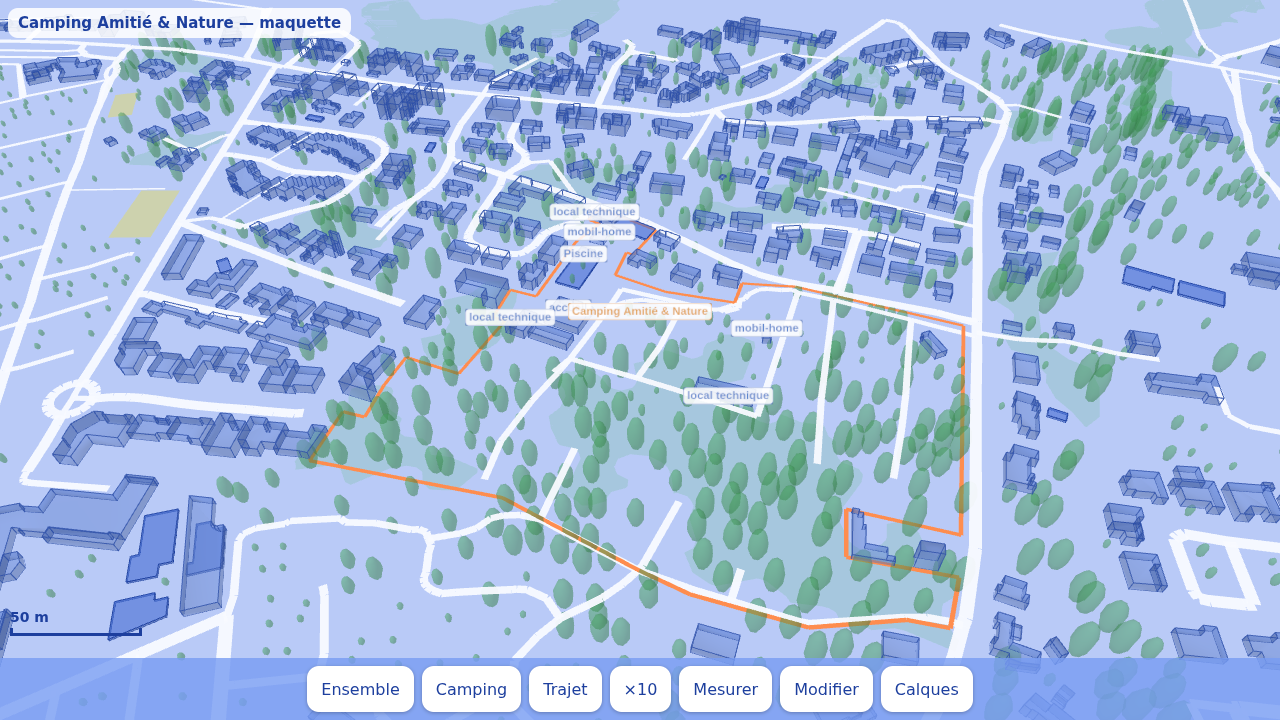 Camping Amitié & Nature — maquette
local technique
mobil-home
Piscine
Camping Amitié & Nature
local technique
mobil-home
local technique
50 m
Ensemble
Camping
Trajet
×10
Mesurer
Modifier
Calques